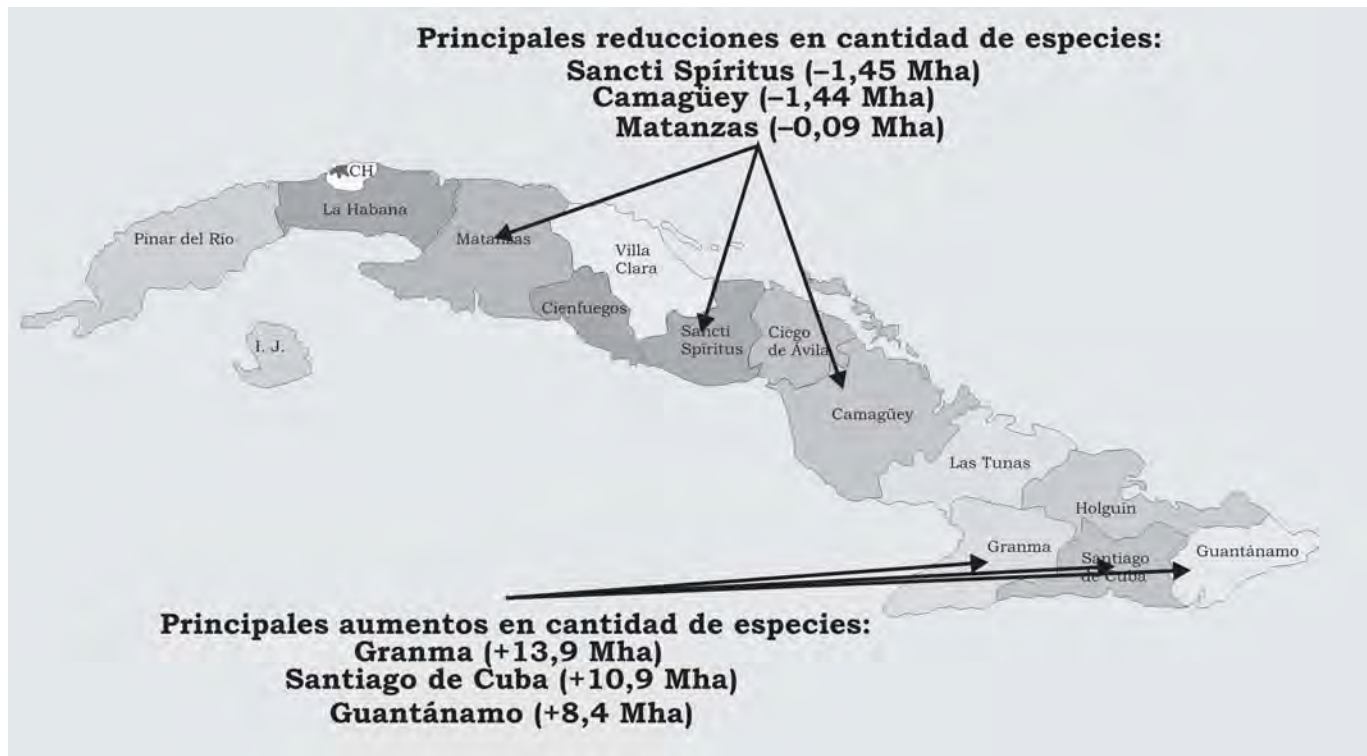 Principales reducciones en cantidad de especies:
Sancti Spíritus (–1,45 Mha)
Camagüey (–1,44 Mha)
Matanzas (–0,09 Mha)
CH
La Habana
Pinar del Río
Matanzas
Villa
Clara
Cienfuegos
I. J.
Sancti
Spíritus
Ciego
de Ávila
Camagüey
Las Tunas
Holguín
Granma
Santiago
de Cuba
Guantánamo
Principales aumentos en cantidad de especies:
Granma (+13,9 Mha)
Santiago de Cuba (+10,9 Mha)
Guantánamo (+8,4 Mha)